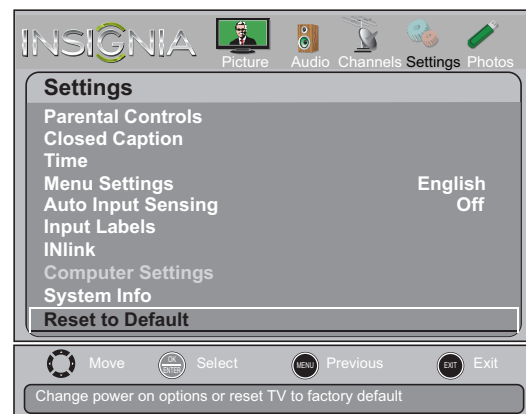 INSIGNIA
Picture Audio Channels Settings Photos
Settings
Parental Controls
Closed Caption
Time
Menu Settings English
Auto Input Sensing Off
Input Labels
INlink
Computer Settings
System Info
Reset to Default
Move OK ENTER Select MENU Previous EXIT Exit
Change power on options or reset TV to factory default